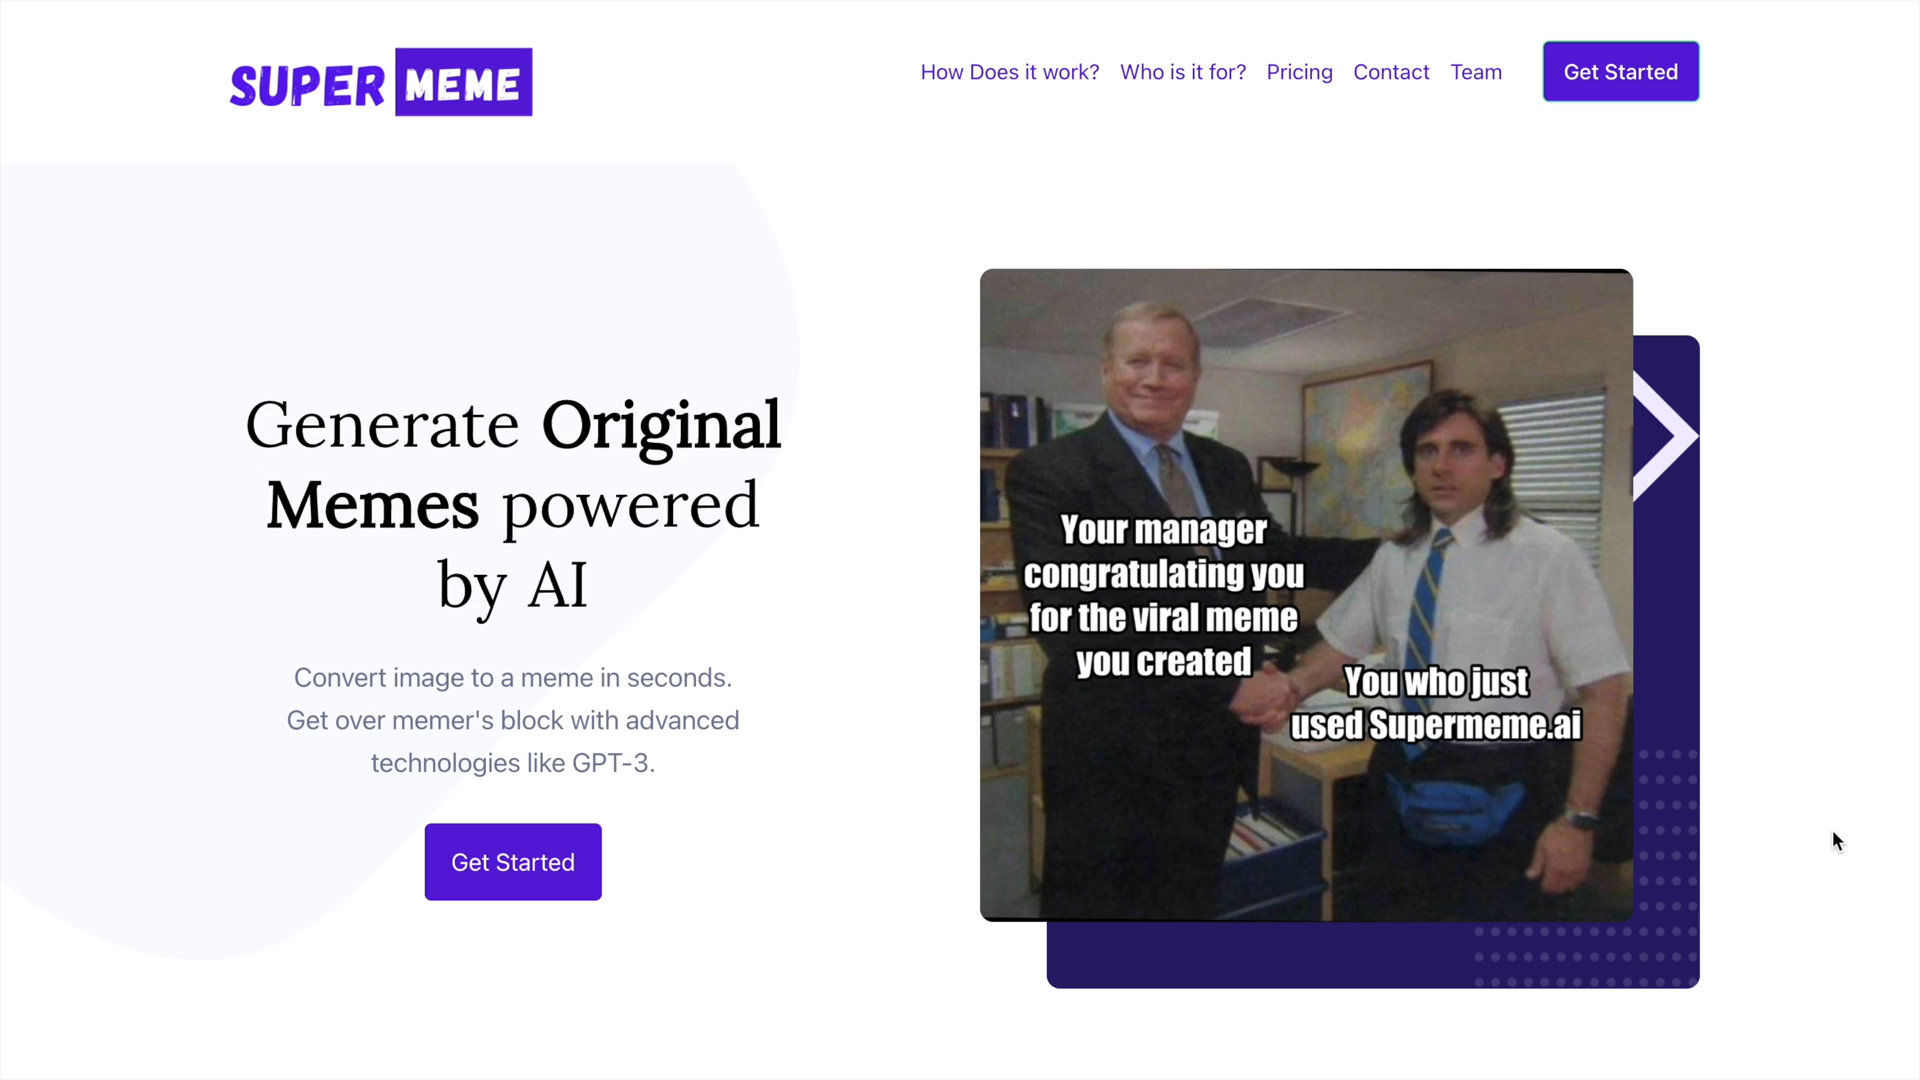 SUPER MEME
How Does it work? Who is it for? Pricing Contact Team Get Started
Generate Original
Memes powered
by AI
Convert image to a meme in seconds.
Get over memer's block with advanced
technologies like GPT-3.
Get Started
Your manager
congratulating you
for the viral meme
you created
You who just
used Supermeme.ai